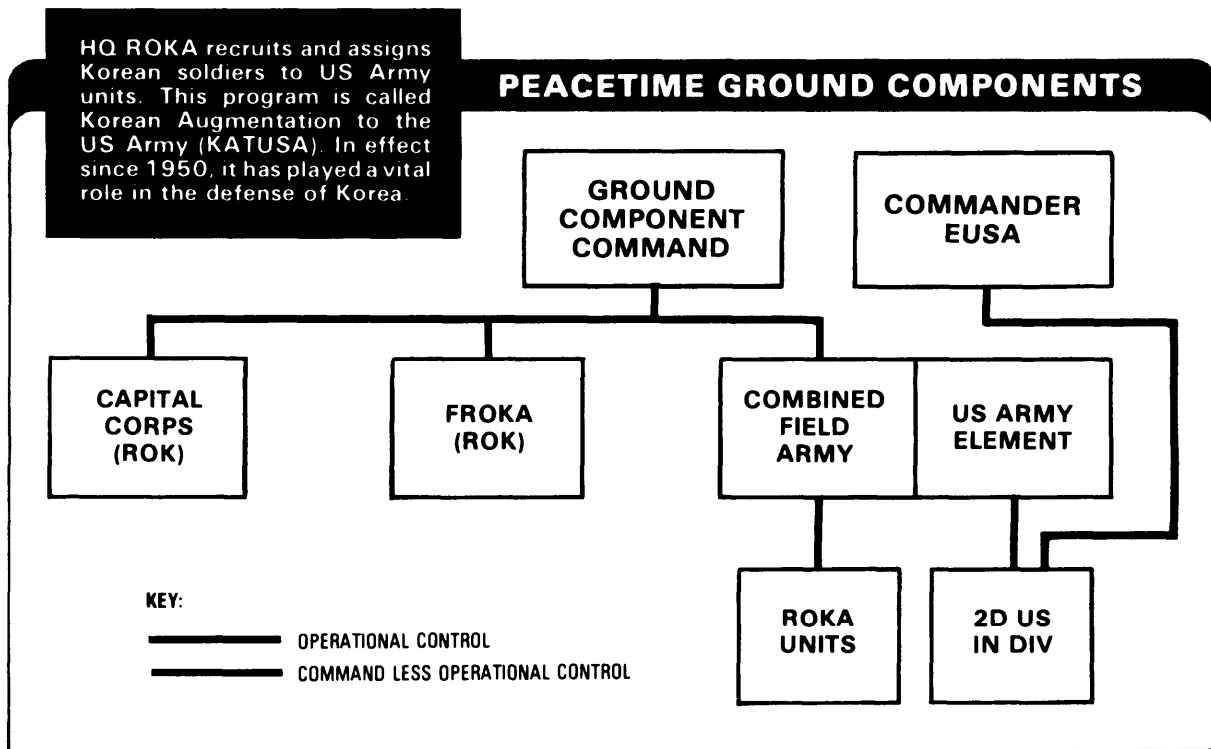 HQ ROKA recruits and assigns
Korean soldiers to US Army
units. This program is called
Korean Augmentation to the
US Army (KATUSA). In effect
since 1950, it has played a vital
role in the defense of Korea.
PEACETIME GROUND COMPONENTS
GROUND
COMPONENT
COMMAND
COMMANDER
EUSA
CAPITAL
CORPS
(ROK)
FROKA
(ROK)
COMBINED
FIELD
ARMY
US ARMY
ELEMENT
ROKA
UNITS
2D US
IN DIV
KEY:
OPERATIONAL CONTROL
COMMAND LESS OPERATIONAL CONTROL